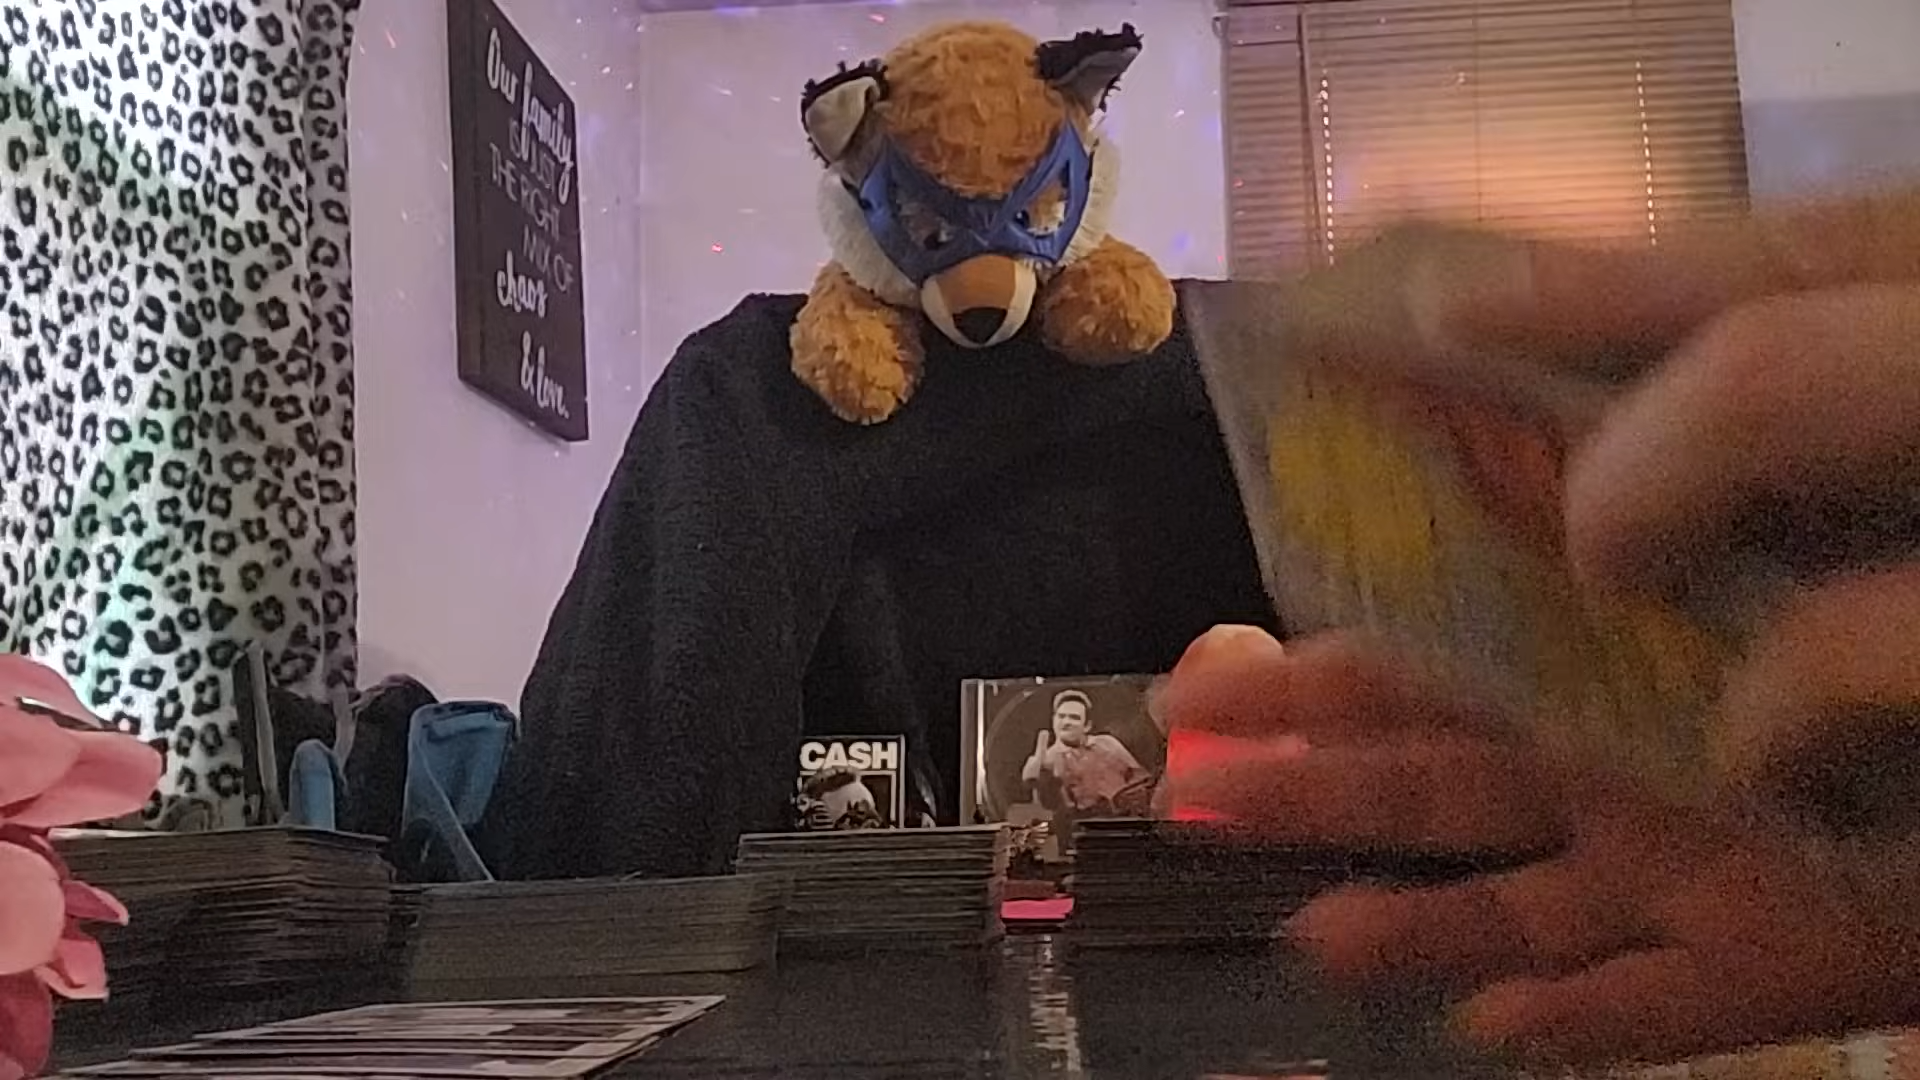 Our family
IS JUST
THE RIGHT
MIX OF
chaos
& love.
CASH